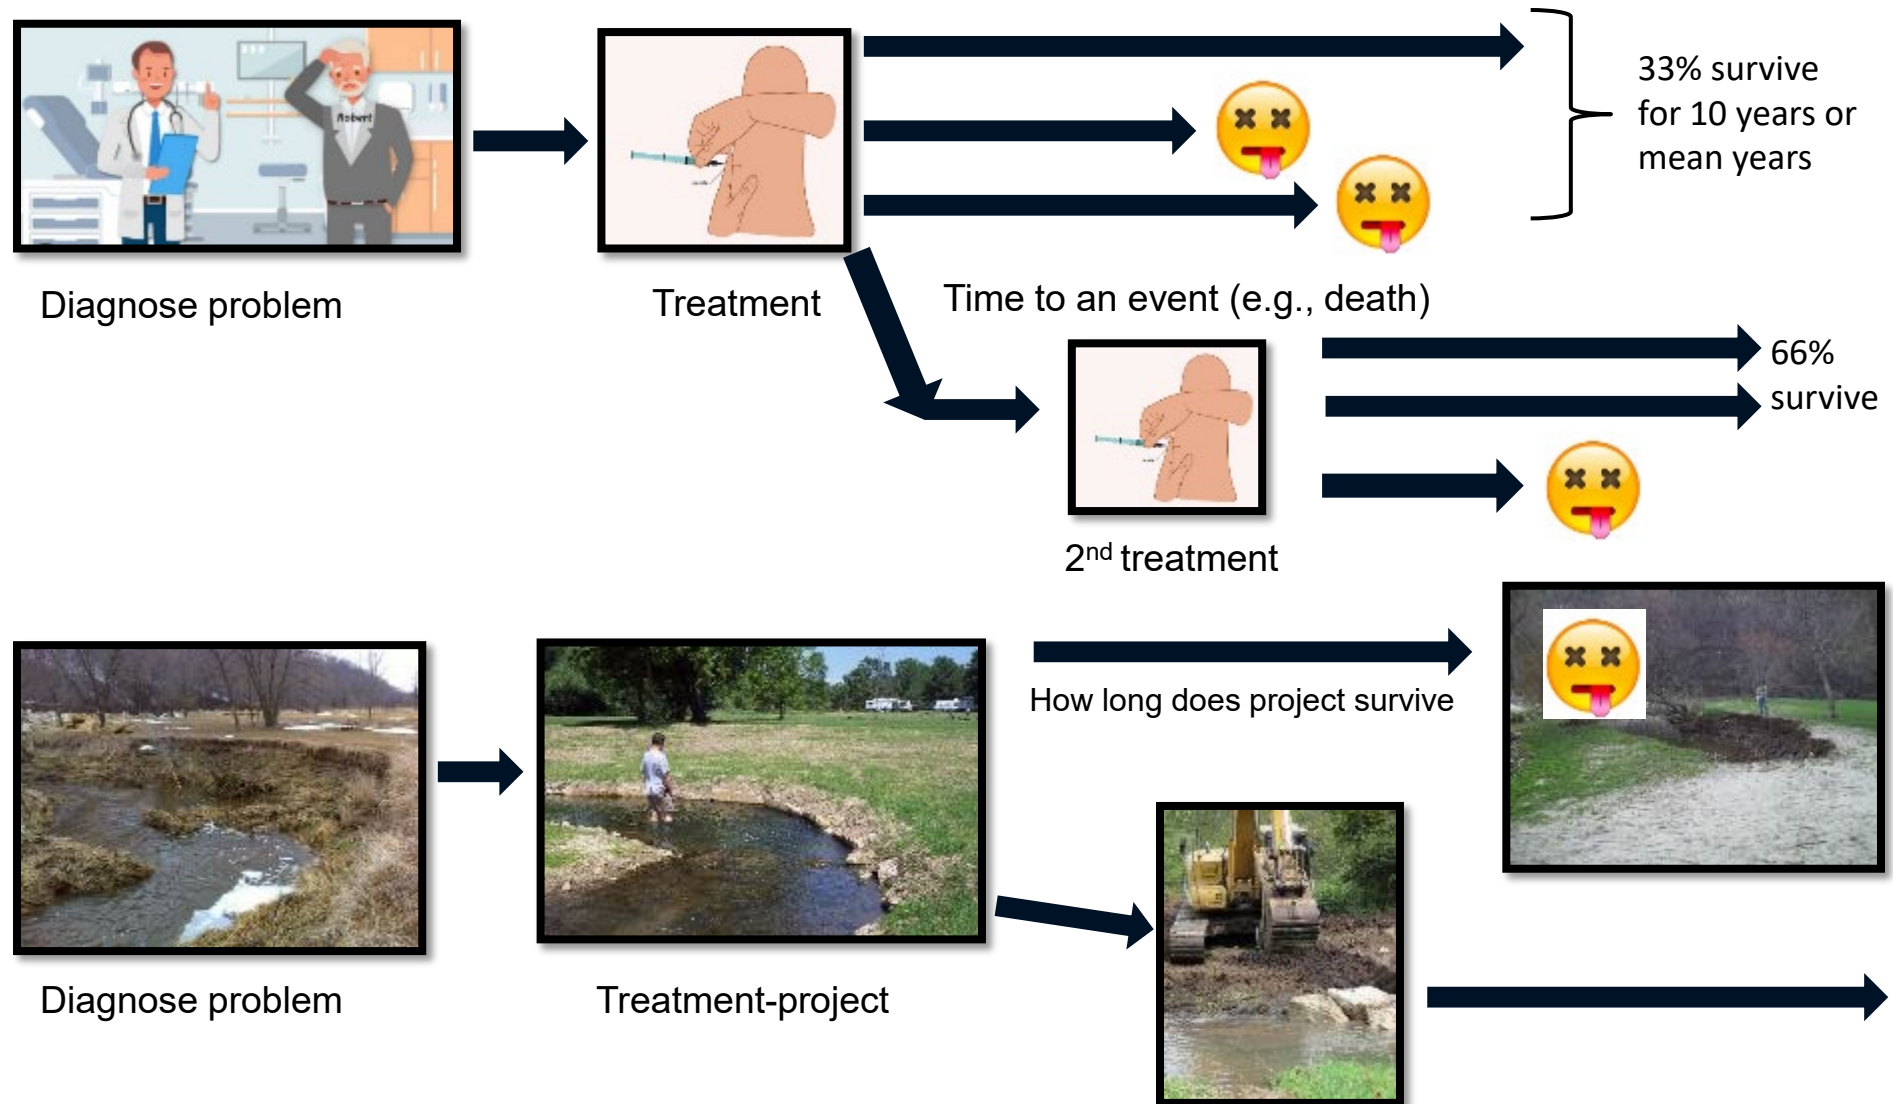 Robert
33% survive
for 10 years or
mean years
Diagnose problem
Treatment
Time to an event (e.g., death)
66%
survive
2nd treatment
How long does project survive
Diagnose problem
Treatment-project